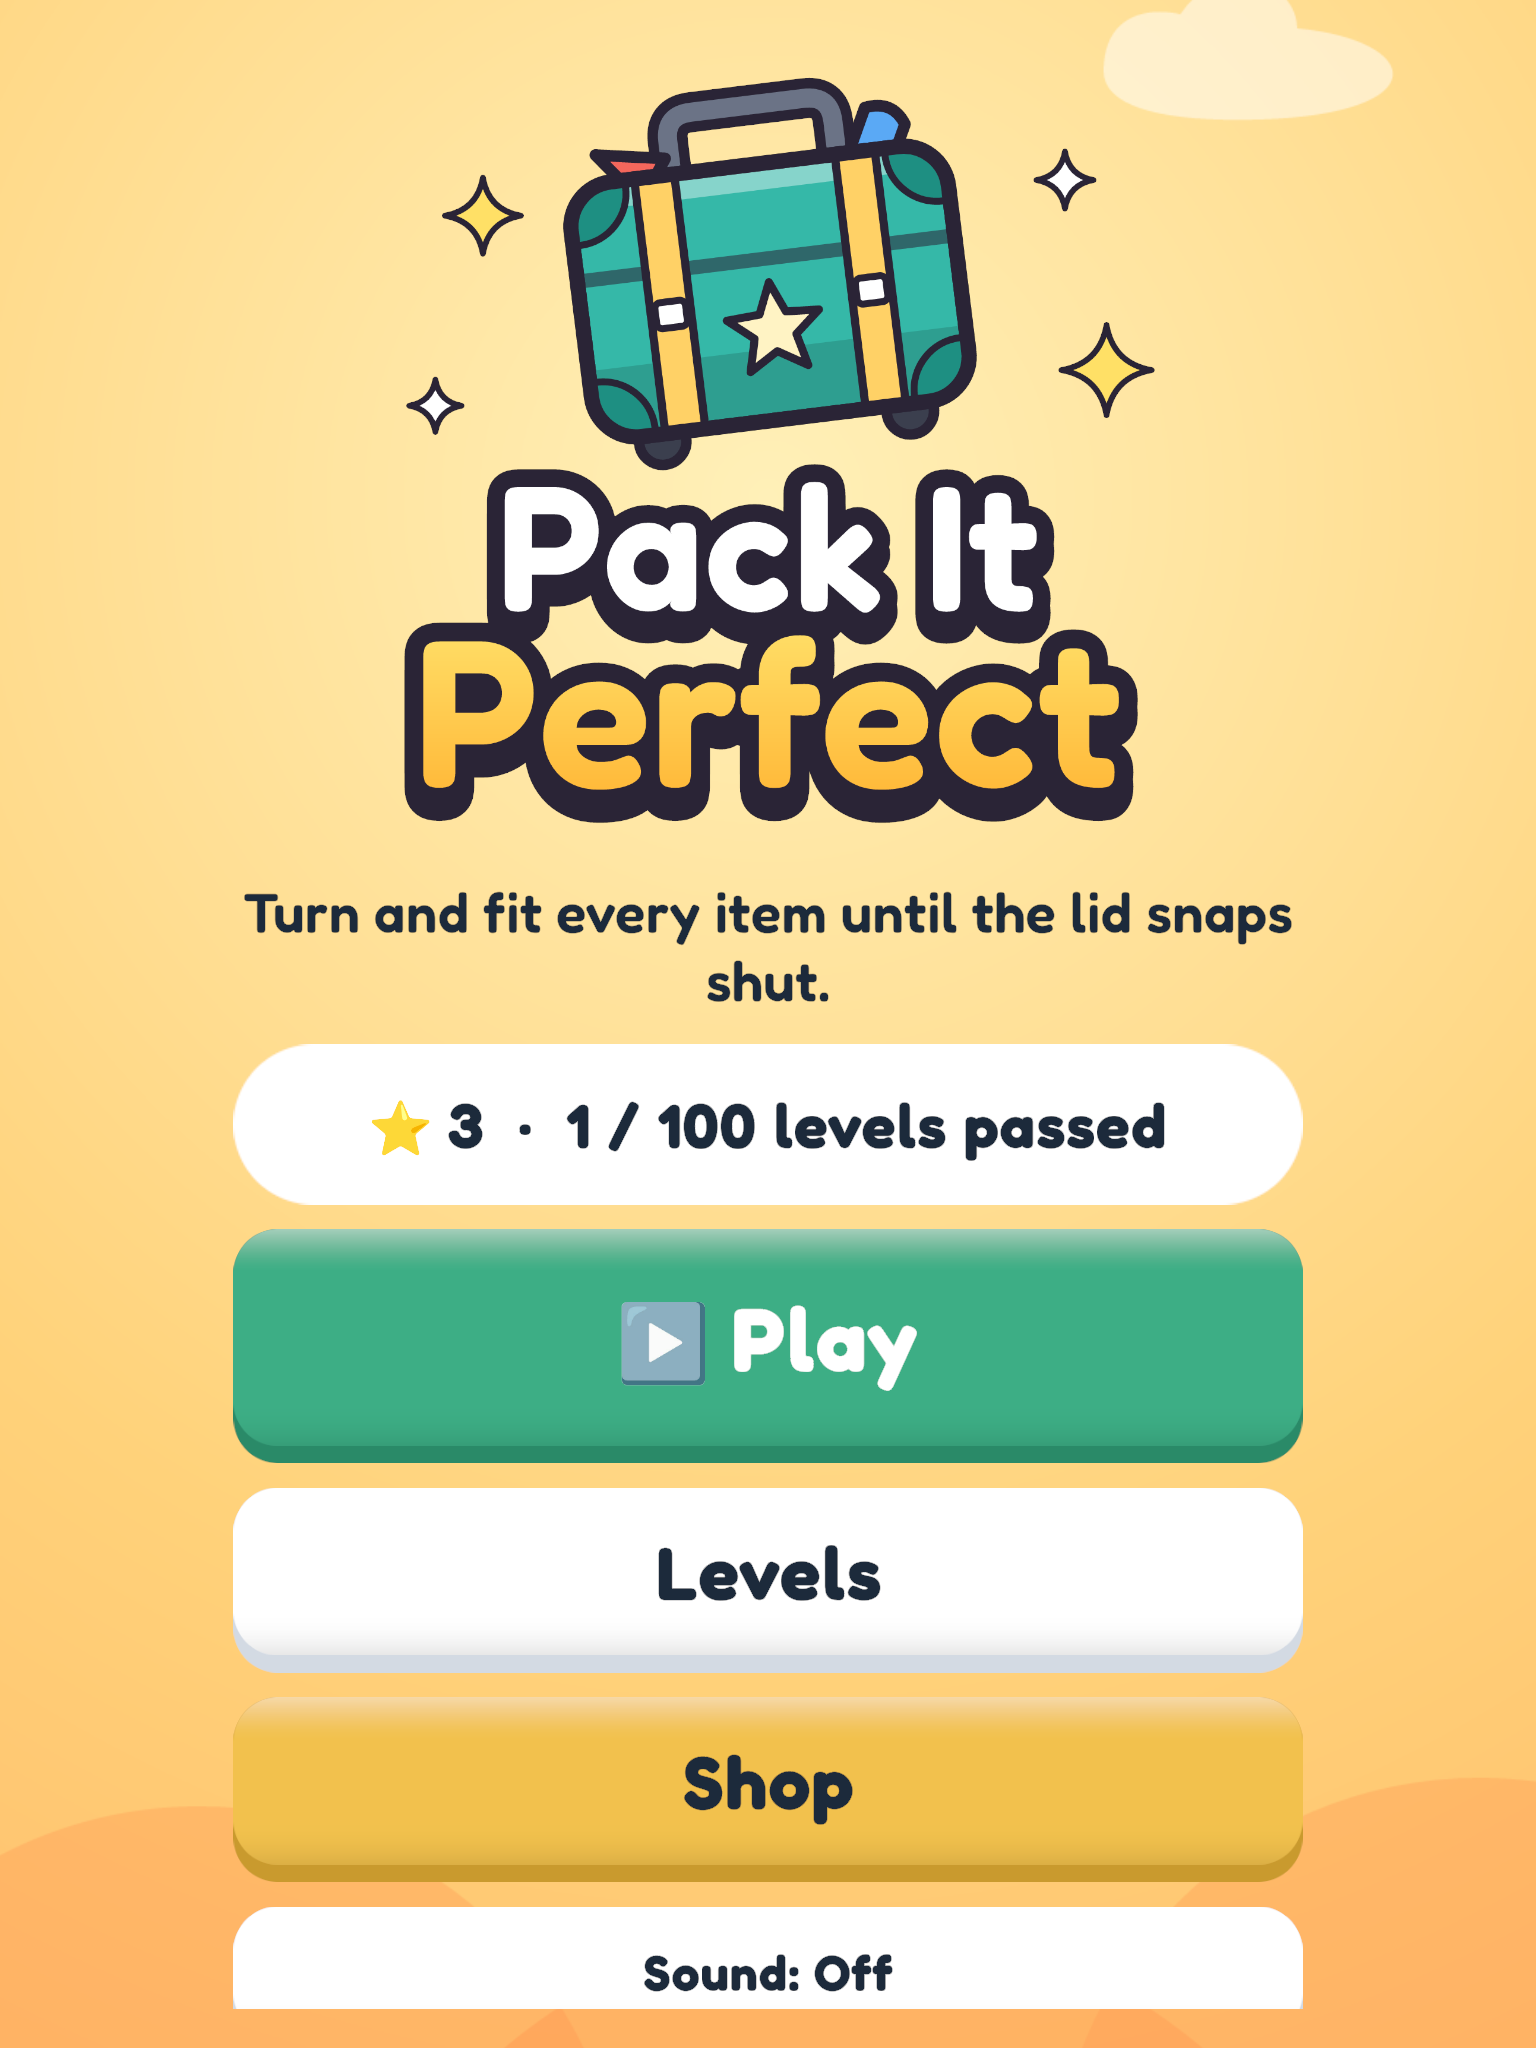 Pack It
Perfect
Turn and fit every item until the lid snaps
shut.
⭐ 3 · 1 / 100 levels passed
▶️ Play
Levels
Shop
Sound: Off